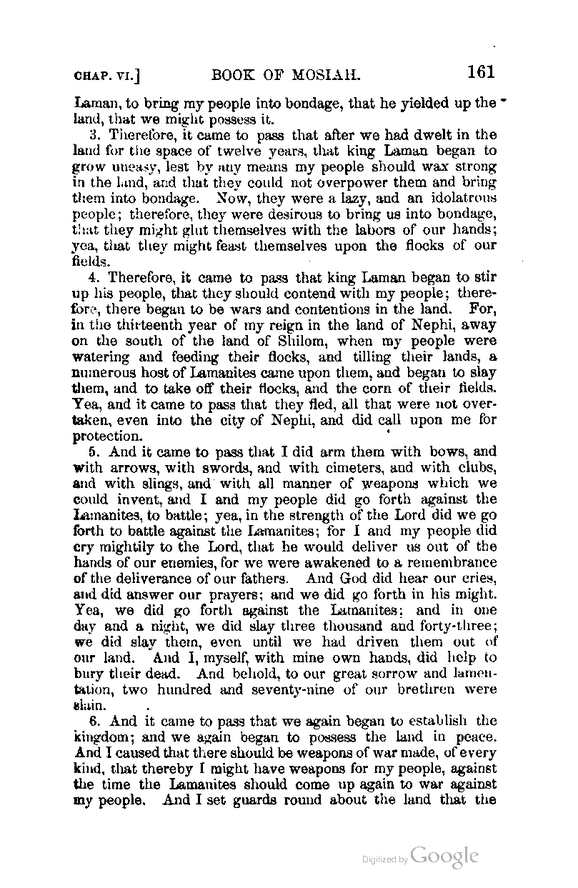 CHAP. VI.] BOOK OF MOSIAH. 161
Laman, to bring my people into bondage, that he yielded up the
land, that we might possess it.
3. Therefore, it came to pass that after we had dwelt in the
land for the space of twelve years, that king Laman began to
grow uneasy, lest by any means my people should wax strong
in the land, and that they could not overpower them and bring
them into bondage. Now, they were a lazy, and an idolatrous
people; therefore, they were desirous to bring us into bondage,
that they might glut themselves with the labors of our hands;
yea, that they might feast themselves upon the flocks of our
fields.
4. Therefore, it came to pass that king Laman began to stir
up his people, that they should contend with my people; there-
fore, there began to be wars and contentions in the land. For,
in the thirteenth year of my reign in the land of Nephi, away
on the south of the land of Shilom, when my people were
watering and feeding their flocks, and tilling their lands, a
numerous host of Lamanites came upon them, and began to slay
them, and to take off their flocks, and the corn of their fields.
Yea, and it came to pass that they fled, all that were not over-
taken, even into the city of Nephi, and did call upon me for
protection.
5. And it came to pass that I did arm them with bows, and
with arrows, with swords, and with cimeters, and with clubs,
and with slings, and with all manner of weapons which we
could invent, and I and my people did go forth against the
Lamanites, to battle; yea, in the strength of the Lord did we go
forth to battle against the Lamanites; for I and my people did
cry mightily to the Lord, that he would deliver us out of the
hands of our enemies, for we were awakened to a remembrance
of the deliverance of our fathers. And God did hear our cries,
and did answer our prayers; and we did go forth in his might.
Yea, we did go forth against the Lamanites; and in one
day and a night, we did slay three thousand and forty-three;
we did slay them, even until we had driven them out of
our land. And I, myself, with mine own hands, did help to
bury their dead. And behold, to our great sorrow and lamen-
tation, two hundred and seventy-nine of our brethren were
slain.
6. And it came to pass that we again began to establish the
kingdom; and we again began to possess the land in peace.
And I caused that there should be weapons of war made, of every
kind, that thereby I might have weapons for my people, against
the time the Lamanites should come up again to war against
my people. And I set guards round about the land that the
Digitized by Google